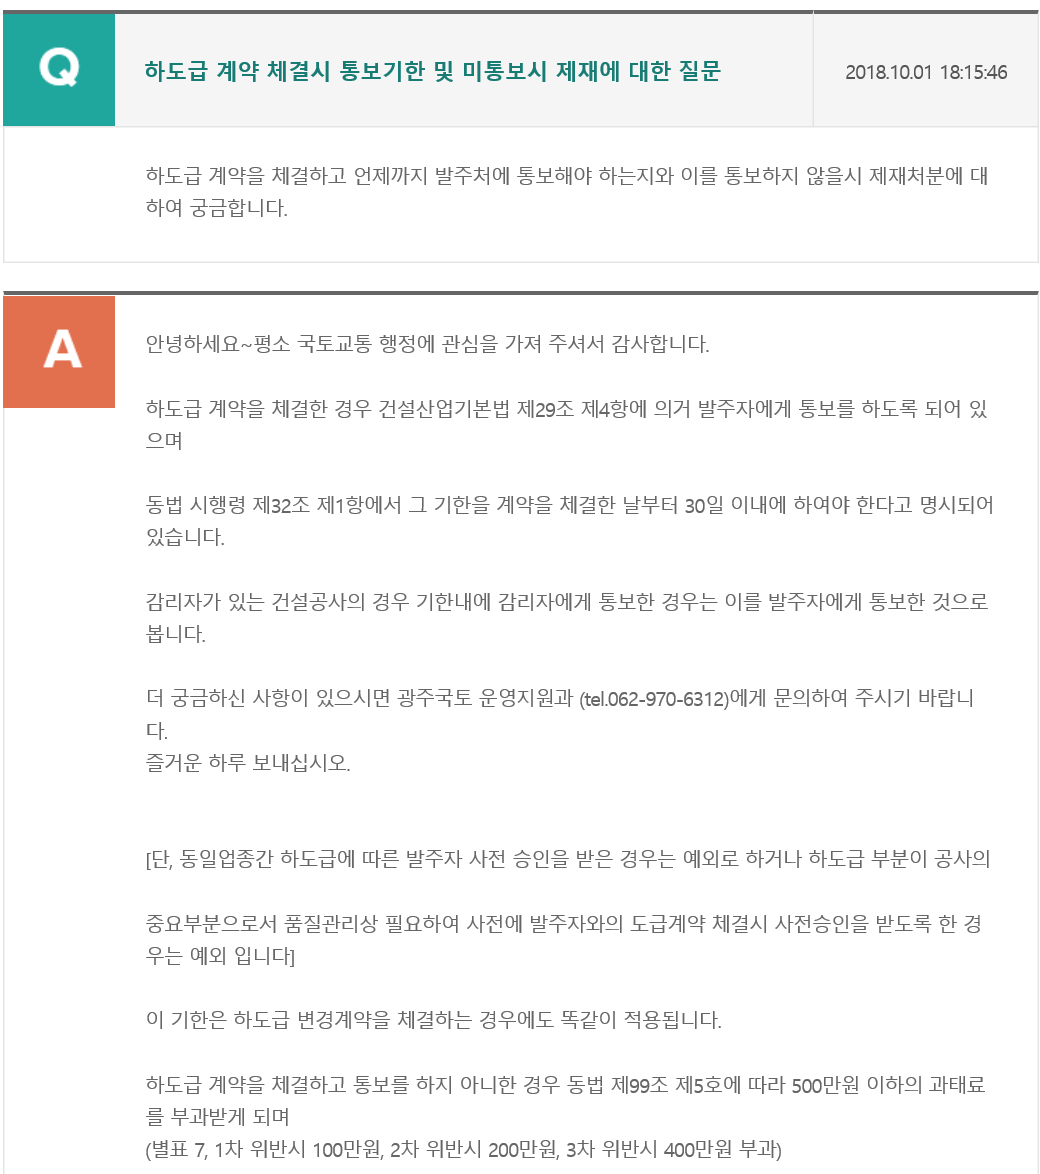 Q
하도급 계약 체결시 통보기한 및 미통보시 제재에 대한 질문
2018.10.01 18:15:46
하도급 계약을 체결하고 언제까지 발주처에 통보해야 하는지와 이를 통보하지 않을시 제재처분에 대
하여 궁금합니다.
A
안녕하세요~평소 국토교통 행정에 관심을 가져 주셔서 감사합니다.
하도급 계약을 체결한 경우 건설산업기본법 제29조 제4항에 의거 발주자에게 통보를 하도록 되어 있
으며
동법 시행령 제32조 제1항에서 그 기한을 계약을 체결한 날부터 30일 이내에 하여야 한다고 명시되어
있습니다.
감리자가 있는 건설공사의 경우 기한내에 감리자에게 통보한 경우는 이를 발주자에게 통보한 것으로
봅니다.
더 궁금하신 사항이 있으시면 광주국토 운영지원과 (tel.062-970-6312)에게 문의하여 주시기 바랍니
다.
즐거운 하루 보내십시오.
[단, 동일업종간 하도급에 따른 발주자 사전 승인을 받은 경우는 예외로 하거나 하도급 부분이 공사의
중요부분으로서 품질관리상 필요하여 사전에 발주자와의 도급계약 체결시 사전승인을 받도록 한 경
우는 예외 입니다]
이 기한은 하도급 변경계약을 체결하는 경우에도 똑같이 적용됩니다.
하도급 계약을 체결하고 통보를 하지 아니한 경우 동법 제99조 제5호에 따라 500만원 이하의 과태료
를 부과받게 되며
(별표 7, 1차 위반시 100만원, 2차 위반시 200만원, 3차 위반시 400만원 부과)